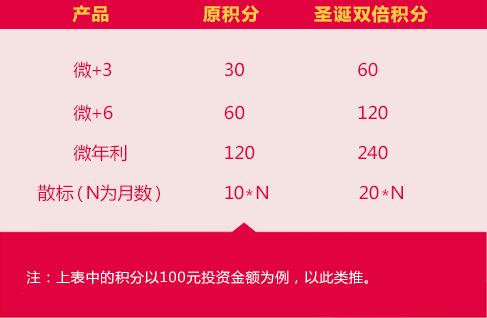 产品 原积分 圣诞双倍积分
微+3 30 60
微+6 60 120
微年利 120 240
散标（N为月数） 10*N 20*N
注：上表中的积分以100元投资金额为例，以此类推。